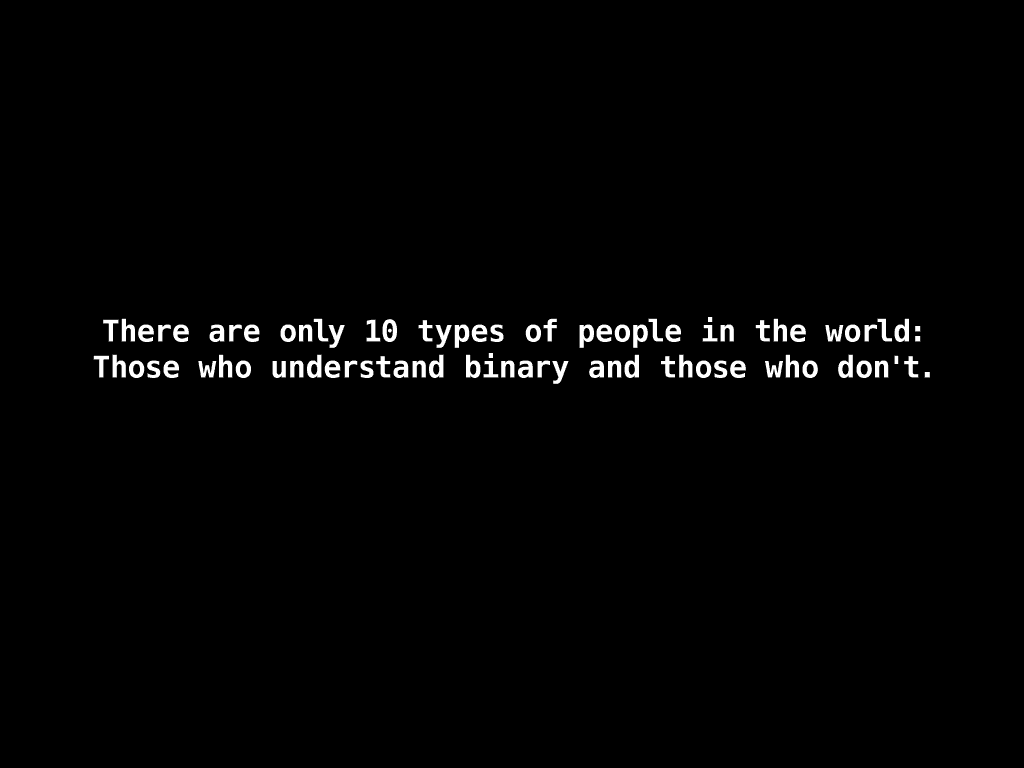 There are only 10 types of people in the world:
Those who understand binary and those who don't.